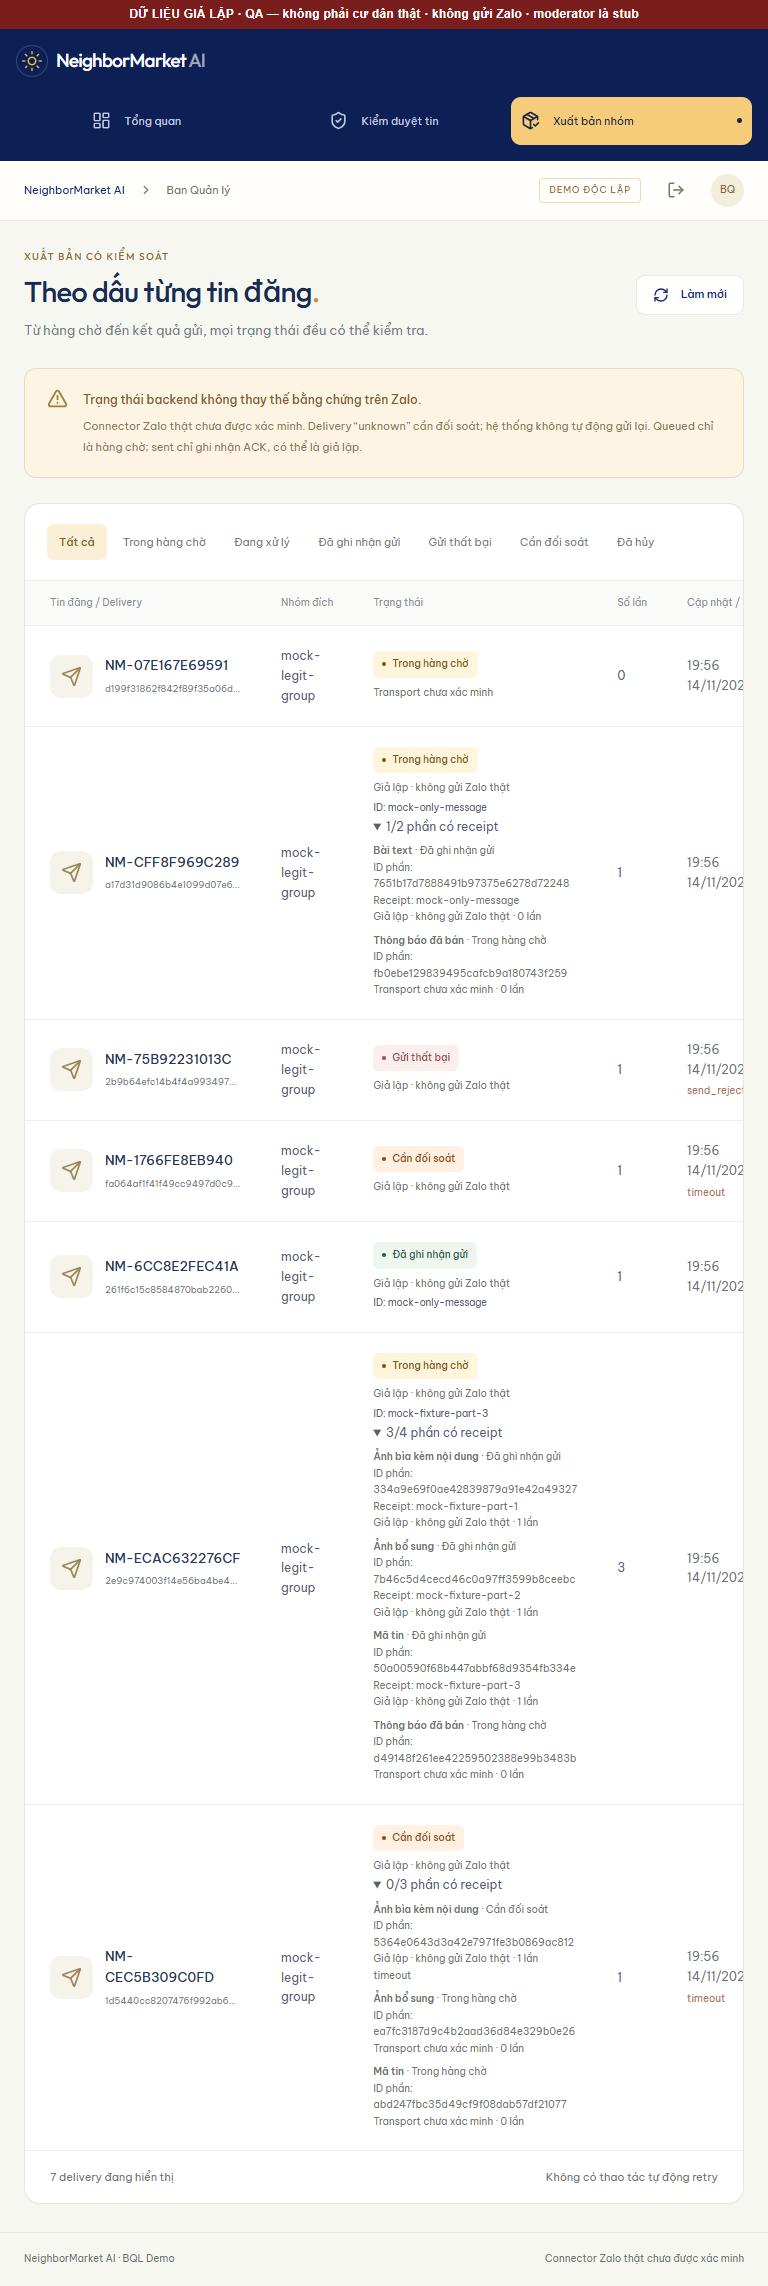 DỮ LIỆU GIẢ LẬP · QA — không phải cư dân thật · không gửi Zalo · moderator là stub
NeighborMarket AI
Tổng quan
Kiểm duyệt tin
Xuất bản nhóm
NeighborMarket AI > Ban Quản lý
DEMO ĐỘC LẬP
BQ
XUẤT BẢN CÓ KIỂM SOÁT
Theo dấu từng tin đăng.
Làm mới
Từ hàng chờ đến kết quả gửi, mọi trạng thái đều có thể kiểm tra.
Trạng thái backend không thay thế bằng chứng trên Zalo.
Connector Zalo thật chưa được xác minh. Delivery “unknown” cần đối soát; hệ thống không tự động gửi lại. Queued chỉ
là hàng chờ; sent chỉ ghi nhận ACK, có thể là giả lập.
Tất cả
Trong hàng chờ
Đang xử lý
Đã ghi nhận gửi
Gửi thất bại
Cần đối soát
Đã hủy
Tin đăng / Delivery
Nhóm đích
Trạng thái
Số lần
Cập nhật /
NM-07E167E69591
d199f31862f842f89f35a06d...
mock-
legit-
group
Trong hàng chờ
Transport chưa xác minh
0
19:56
14/11/202
NM-CFF8F969C289
a17d31d9086b4e1099d07e6...
mock-
legit-
group
Trong hàng chờ
Giả lập · không gửi Zalo thật
ID: mock-only-message
▼ 1/2 phần có receipt
Bài text · Đã ghi nhận gửi
ID phần:
7651b17d7888491b97375e6278d72248
Receipt: mock-only-message
Giả lập · không gửi Zalo thật · 0 lần
Thông báo đã bán · Trong hàng chờ
ID phần:
fb0ebe129839495cafcb9a180743f259
Transport chưa xác minh · 0 lần
1
19:56
14/11/202
NM-75B92231013C
2b9b64efc14b4f4a993497...
mock-
legit-
group
Gửi thất bại
Giả lập · không gửi Zalo thật
1
19:56
14/11/202
send_reject
NM-1766FE8EB940
fa064af1f41f49cc9497d0c9...
mock-
legit-
group
Cần đối soát
Giả lập · không gửi Zalo thật
1
19:56
14/11/202
timeout
NM-6CC8E2FEC41A
261f6c15c8584870bab2260...
mock-
legit-
group
Đã ghi nhận gửi
Giả lập · không gửi Zalo thật
ID: mock-only-message
1
19:56
14/11/202
NM-ECAC632276CF
2e9c974003f14e56ba4be4...
mock-
legit-
group
Trong hàng chờ
Giả lập · không gửi Zalo thật
ID: mock-fixture-part-3
▼ 3/4 phần có receipt
Ảnh bìa kèm nội dung · Đã ghi nhận gửi
ID phần:
334a9e69f0ae42839879a91e42a49327
Receipt: mock-fixture-part-1
Giả lập · không gửi Zalo thật · 1 lần
Ảnh bổ sung · Đã ghi nhận gửi
ID phần:
7b46c5d4cecd46c0a97ff3599b8ceebc
Receipt: mock-fixture-part-2
Giả lập · không gửi Zalo thật · 1 lần
Mã tin · Đã ghi nhận gửi
ID phần:
50a00590f68b447abbf68d9354fb334e
Receipt: mock-fixture-part-3
Giả lập · không gửi Zalo thật · 1 lần
Thông báo đã bán · Trong hàng chờ
ID phần:
d49148f261ee42259502388e99b3483b
Transport chưa xác minh · 0 lần
3
19:56
14/11/202
NM-
CEC5B309C0FD
1d5440cc8207476f992ab6...
mock-
legit-
group
Cần đối soát
Giả lập · không gửi Zalo thật
▼ 0/3 phần có receipt
Ảnh bìa kèm nội dung · Cần đối soát
ID phần:
5364e0643d3a42e7971fe3b0869ac812
Giả lập · không gửi Zalo thật · 1 lần
timeout
Ảnh bổ sung · Trong hàng chờ
ID phần:
ea7fc3187d9c4b2aad36d84e329b0e26
Transport chưa xác minh · 0 lần
Mã tin · Trong hàng chờ
ID phần:
abd247fbc35d49cf9f08dab57df21077
Transport chưa xác minh · 0 lần
1
19:56
14/11/202
timeout
7 delivery đang hiển thị
Không có thao tác tự động retry
NeighborMarket AI · BQL Demo
Connector Zalo thật chưa được xác minh